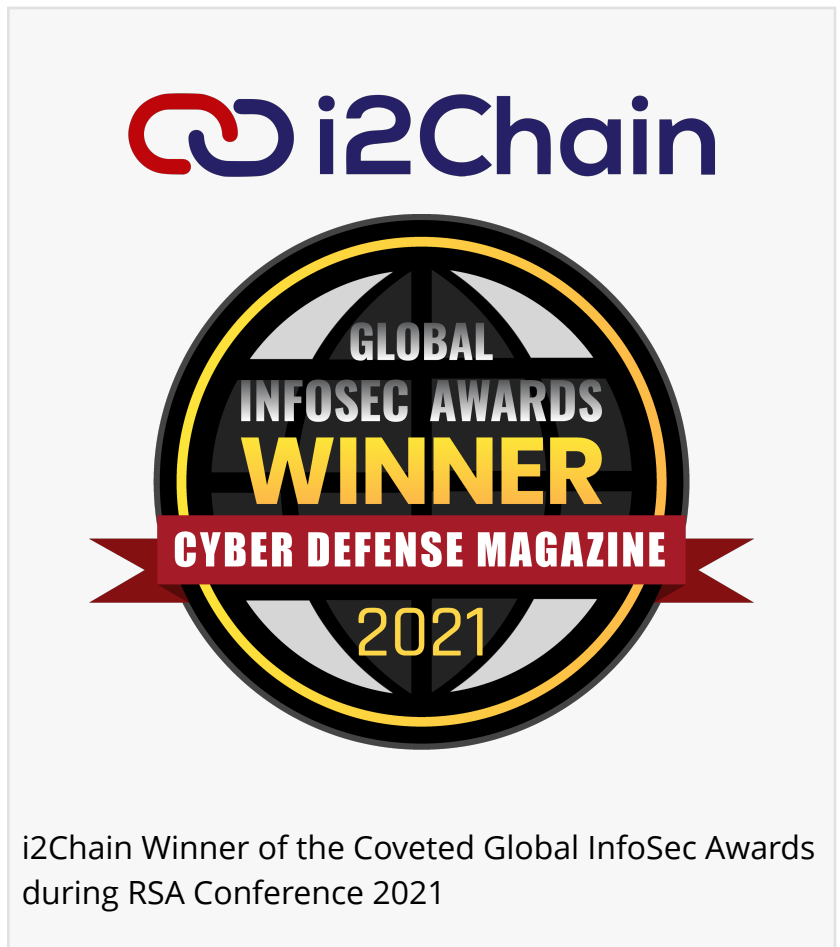 i2Chain
GLOBAL
INFOSEC AWARDS
WINNER
CYBER DEFENSE MAGAZINE
2021
i2Chain Winner of the Coveted Global InfoSec Awards
during RSA Conference 2021